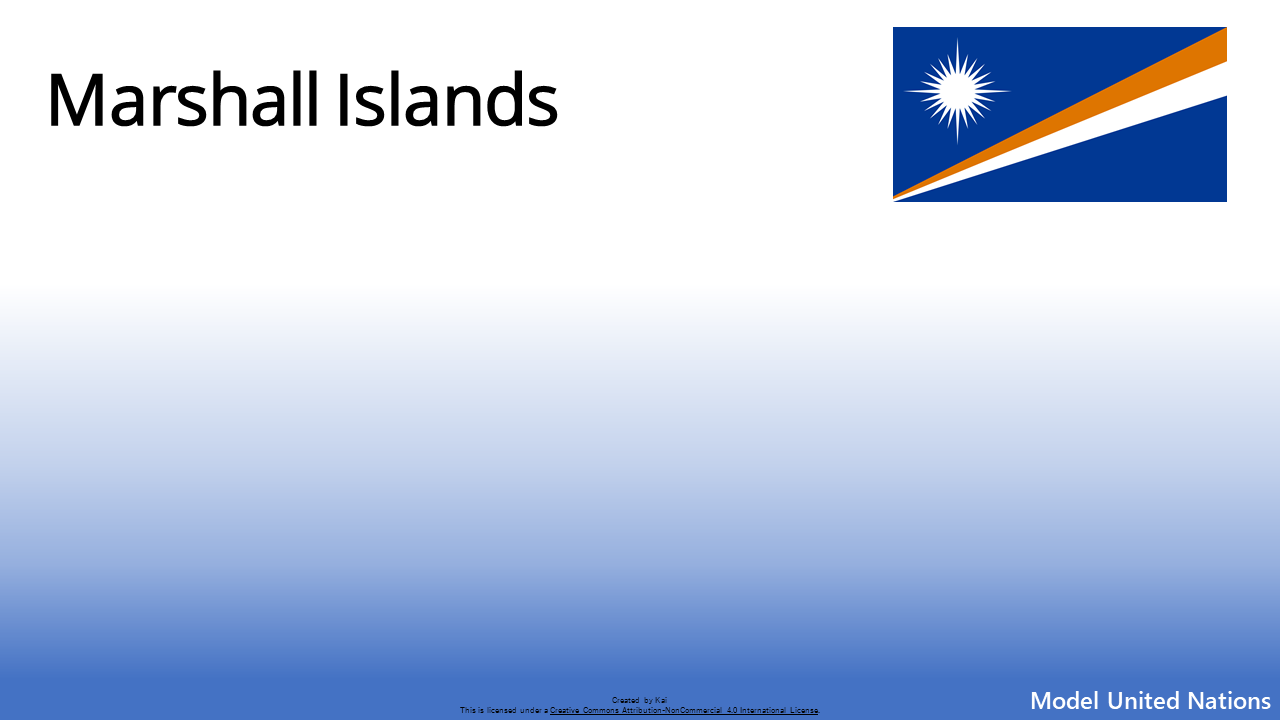 Marshall Islands
Created by Kai
This is licensed under a Creative Commons Attribution-NonCommercial 4.0 International License.
Model United Nations